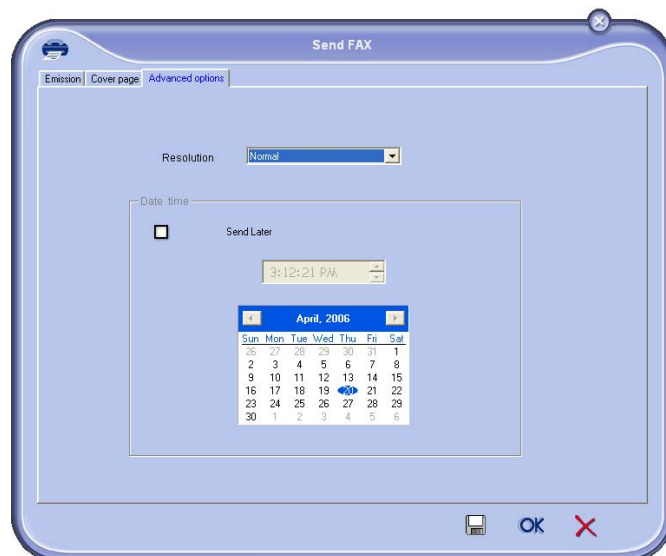 Send FAX
Emission Cover page Advanced options
Resolution Normal
Date time
Send Later
3:12:21 PM
April, 2006
Sun Mon Tue Wed Thu Fri Sat
26 27 28 29 30 31 1
2 3 4 5 6 7 8
9 10 11 12 13 14 15
16 17 18 19 20 21 22
23 24 25 26 27 28 29
30 1 2 3 4 5 6
OK